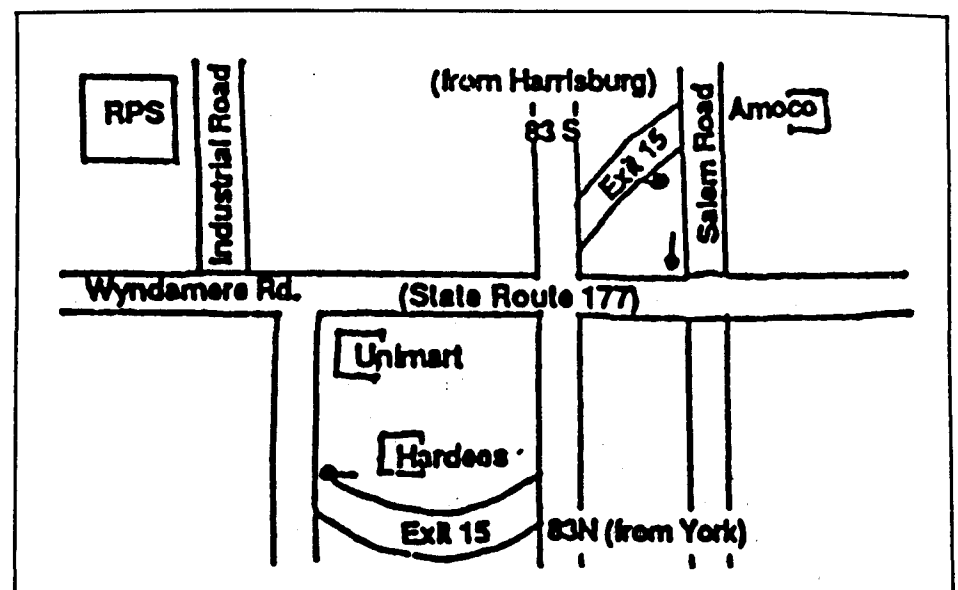 (from Harrisburg)
83 S
RPS
Industrial Road
Exit 15
Salem Road
Amoco
Wyndamere Rd.
(State Route 177)
Unimart
Hardees
Exit 15
83N (from York)